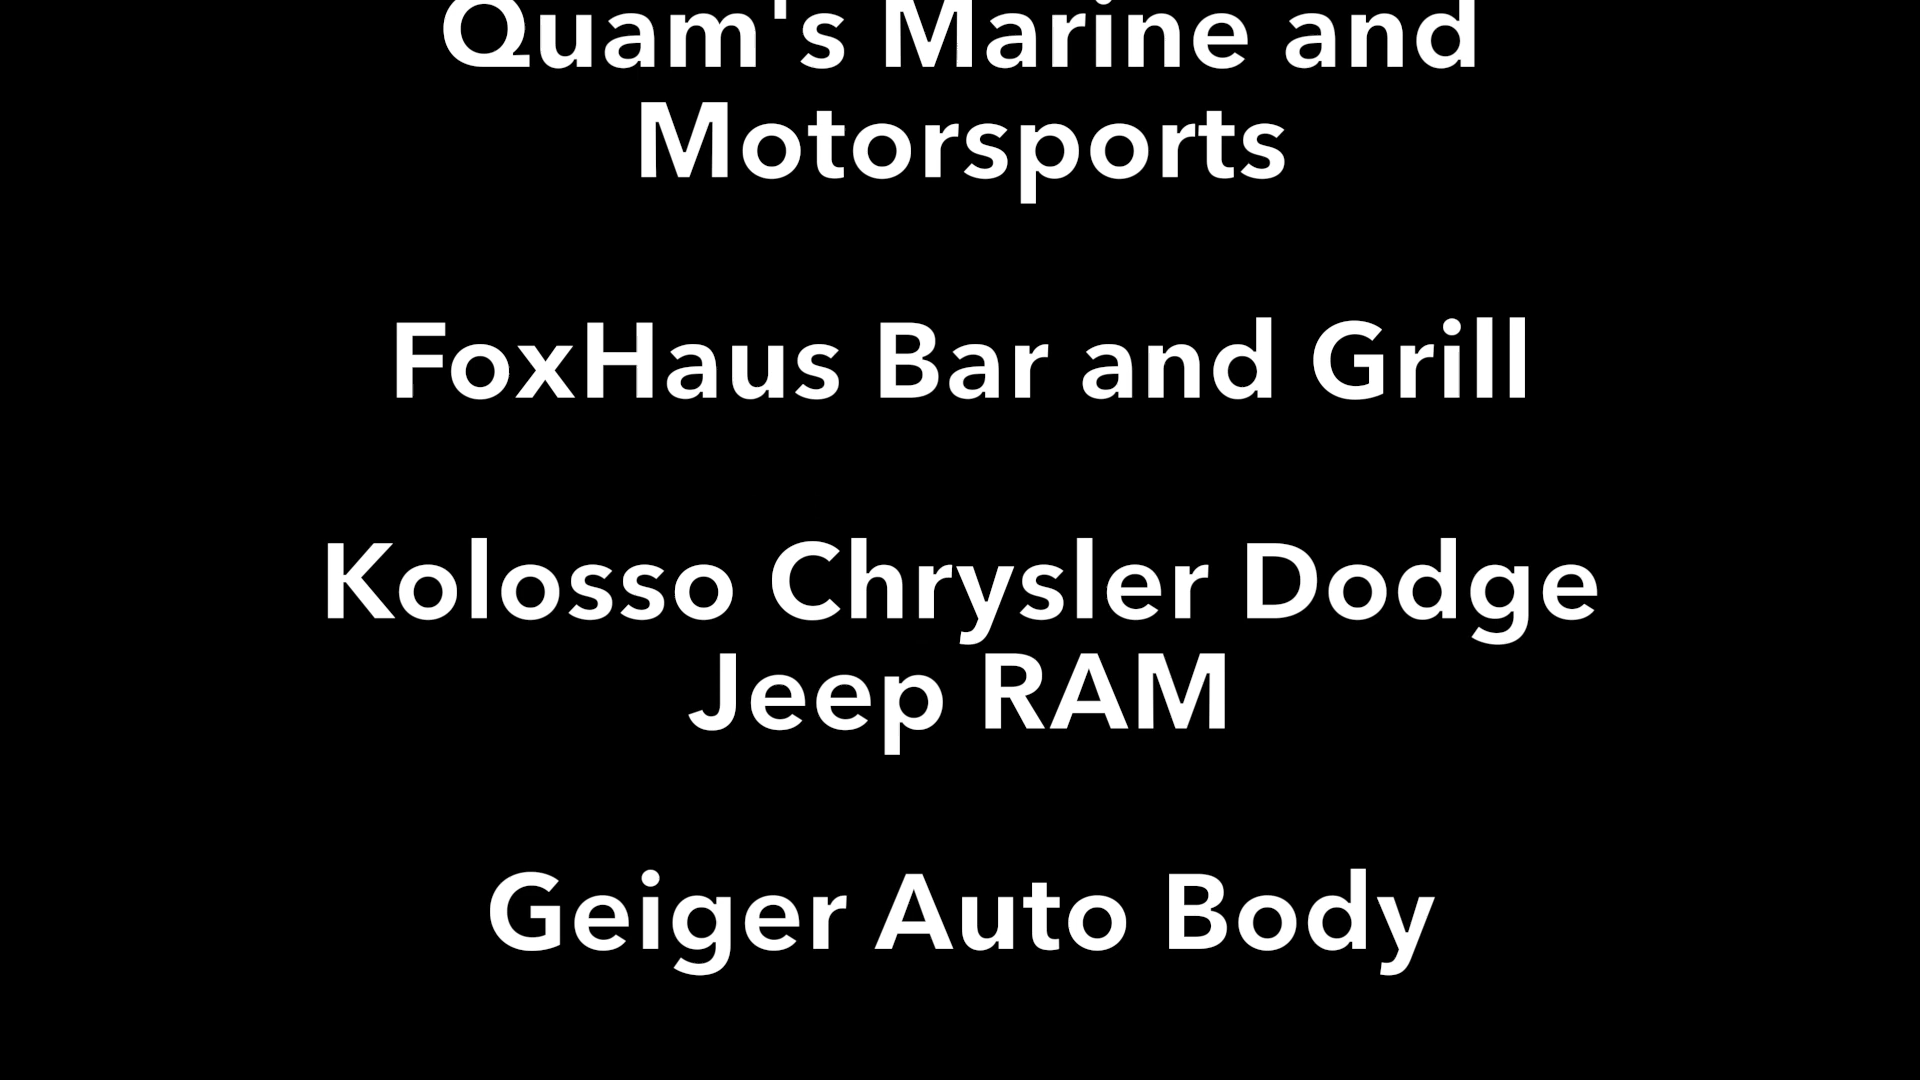 Quam's Marine and
Motorsports
FoxHaus Bar and Grill
Kolosso Chrysler Dodge
Jeep RAM
Geiger Auto Body